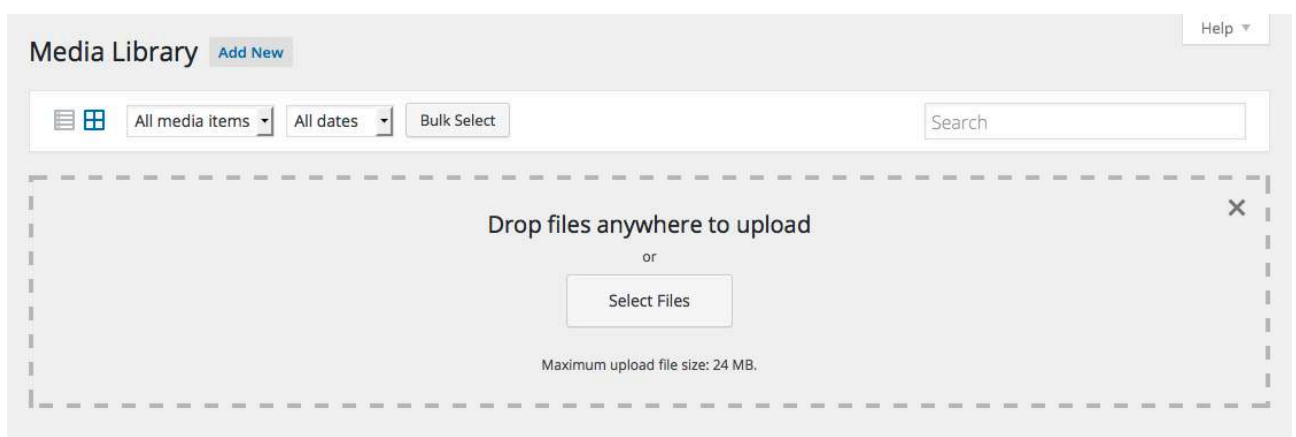 Help
Media Library Add New
All media items All dates Bulk Select Search
Drop files anywhere to upload
or
Select Files
Maximum upload file size: 24 MB.